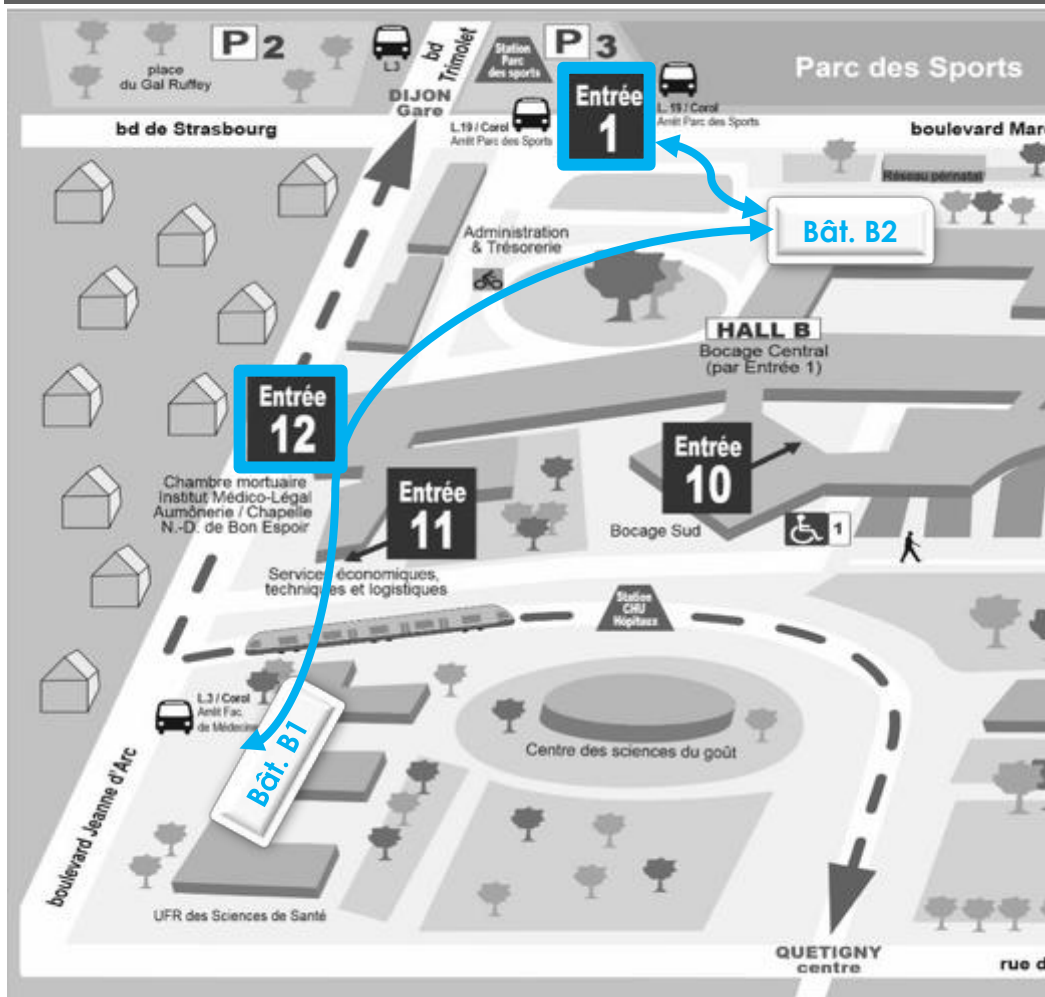 P 2
place
du Gal Ruffey
L3
bd
Trimolet
Station
Parc
des sports
P 3
Parc des Sports
DIJON
Gare
Entrée
1
L. 19 / Corol
Arrêt Parc des Sports
L.19 / Corol
Arrêt Parc des Sports
bd de Strasbourg
boulevard Mar
Réseau périnatal
Bât. B2
Administration
& Trésorerie
HALL B
Bocage Central
(par Entrée 1)
Entrée
12
Entrée
10
Entrée
11
Chambre mortuaire
Institut Médico-Légal
Aumônerie / Chapelle
N.-D. de Bon Espoir
Bocage Sud
1
Services économiques,
techniques et logistiques
Station
CHU
Hôpitaux
L.3 / Corol
Arrêt Fac.
de Médecine
Bât. B1
Centre des sciences du goût
boulevard Jeanne d'Arc
UFR des Sciences de Santé
QUETIGNY
centre
rue d